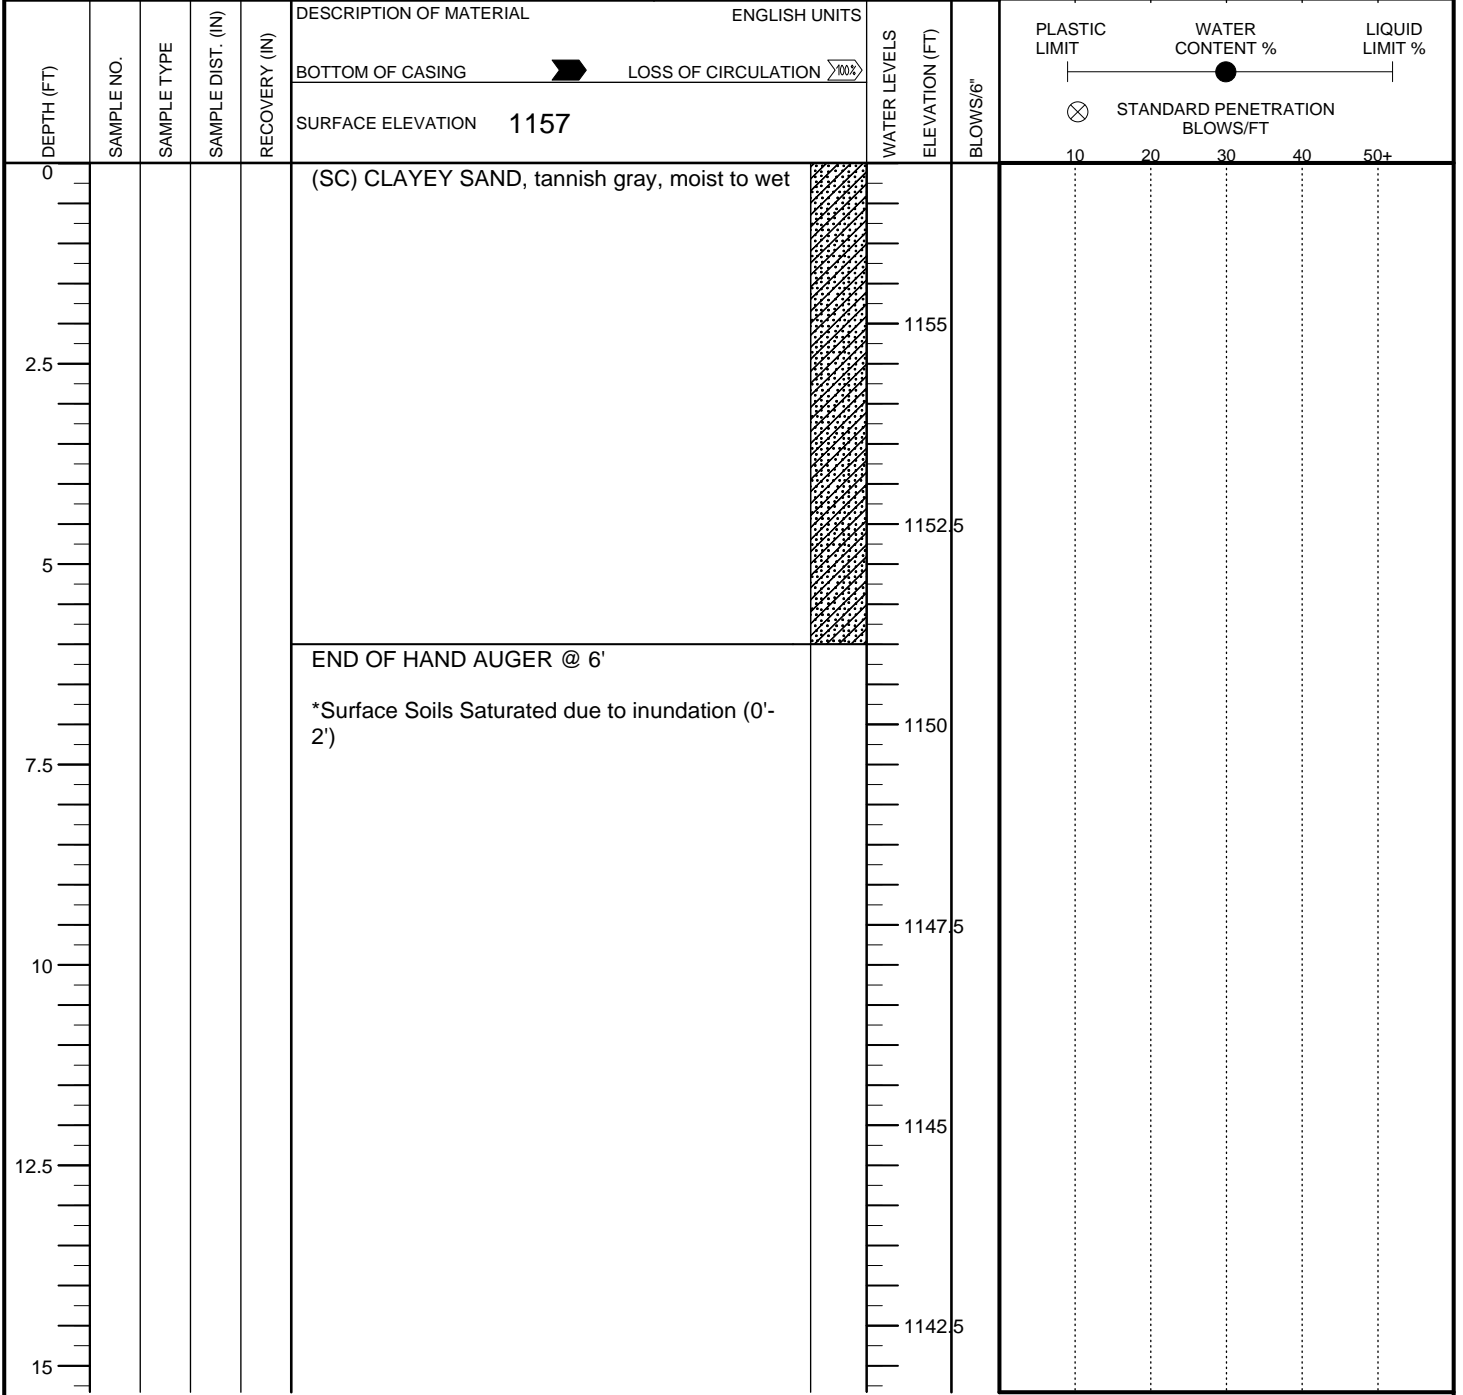 DEPTH (FT)
SAMPLE NO.
SAMPLE TYPE
SAMPLE DIST. (IN)
RECOVERY (IN)
DESCRIPTION OF MATERIAL ENGLISH UNITS
BOTTOM OF CASING LOSS OF CIRCULATION 100%
SURFACE ELEVATION 1157
WATER LEVELS
ELEVATION (FT)
BLOWS/6"
PLASTIC LIMIT
WATER CONTENT %
LIQUID LIMIT %
STANDARD PENETRATION
BLOWS/FT
10 20 30 40 50+
0
(SC) CLAYEY SAND, tannish gray, moist to wet
1155
2.5
1152.5
5
END OF HAND AUGER @ 6'
*Surface Soils Saturated due to inundation (0'-
2')
1150
7.5
1147.5
10
1145
12.5
1142.5
15